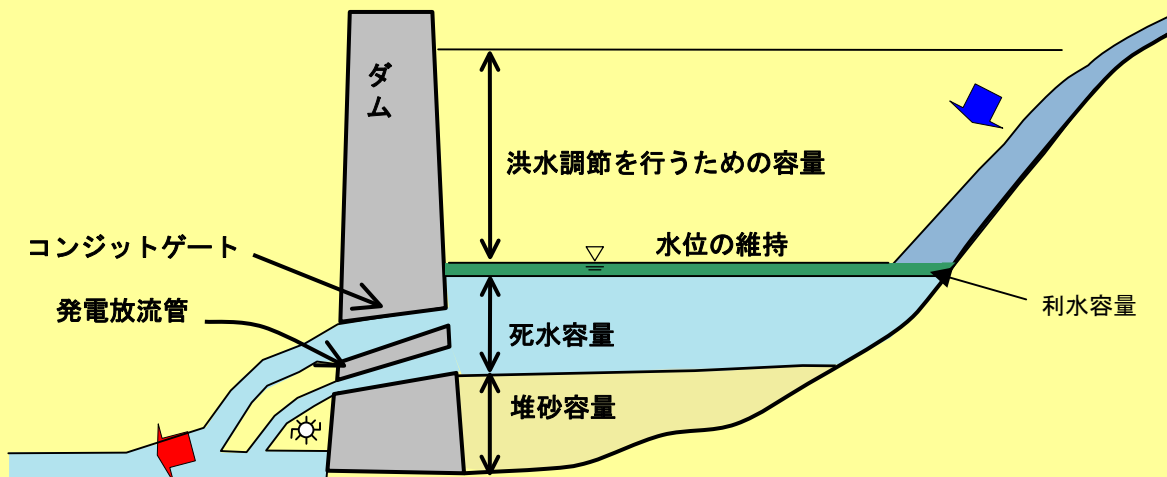 ダム
洪水調節を行うための容量
コンジットゲート
水位の維持
発電放流管
利水容量
死水容量
堆砂容量